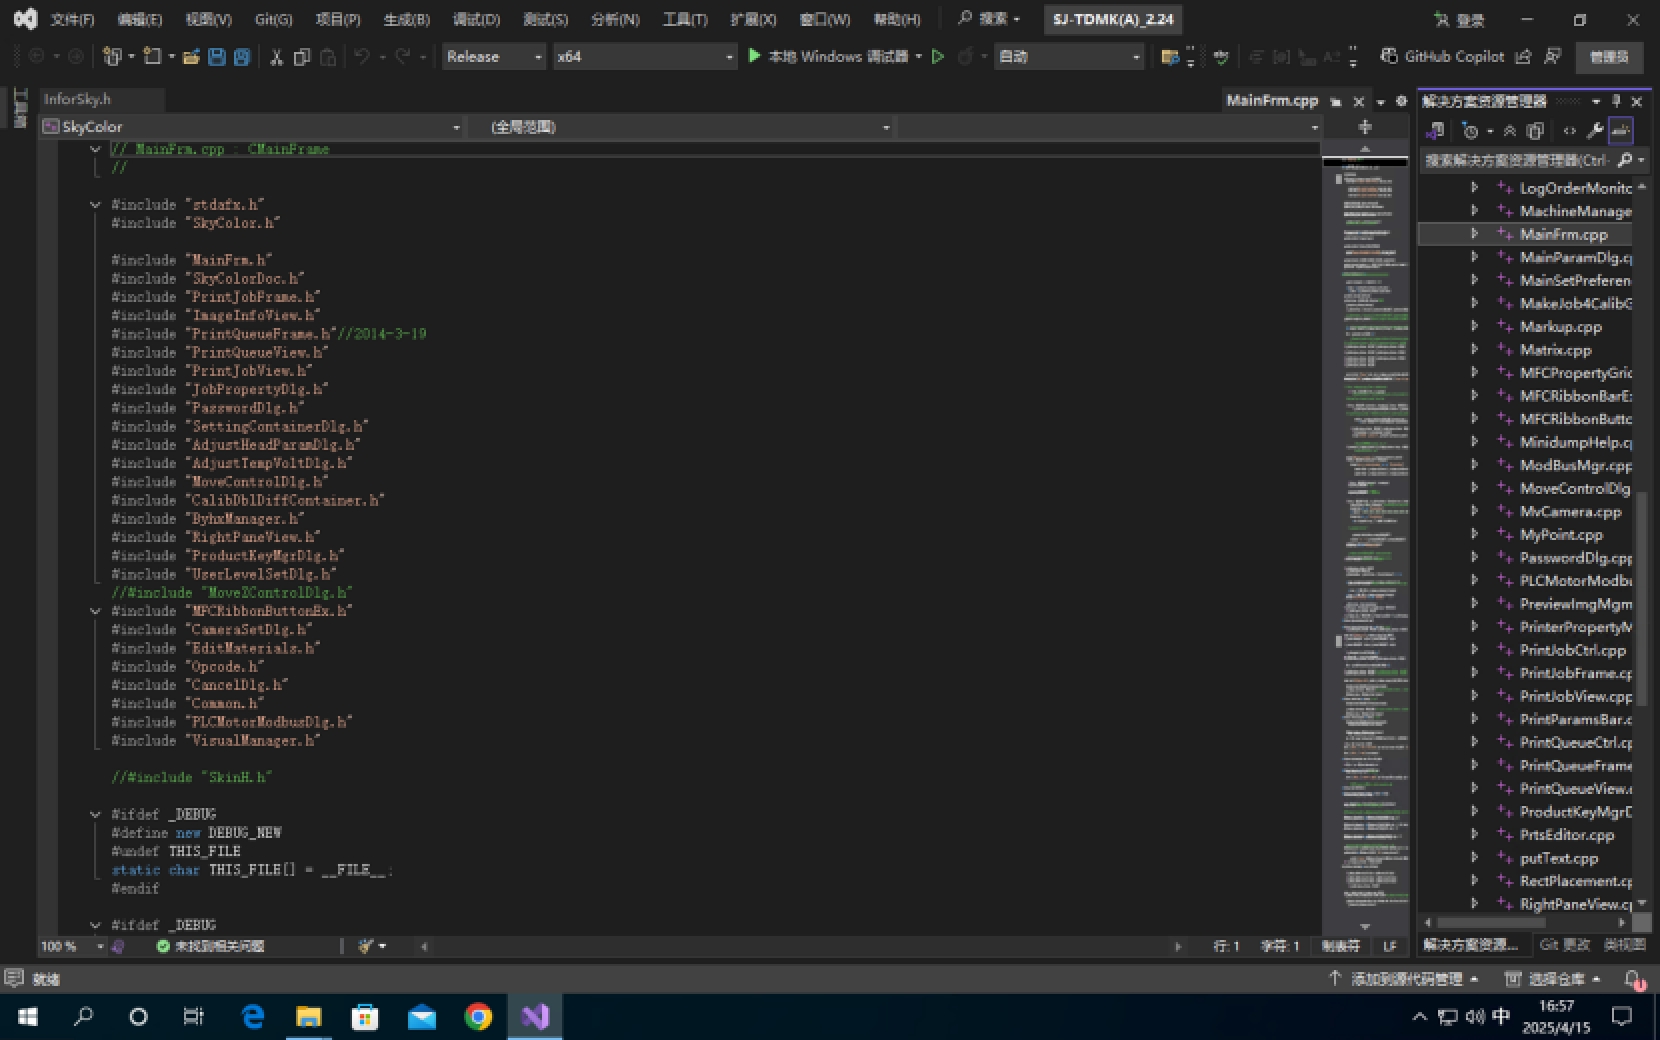 文件(F) 编辑(E) 视图(V) Git(G) 项目(P) 生成(B) 调试(D) 测试(S) 分析(N) 工具(T) 扩展(X) 窗口(W) 帮助(H) 搜索 SJ-TDMK(A)_2.24 登录
Release x64 本地 Windows 调试器 自动 GitHub Copilot 管理员
工具箱
InforSky.h MainFrm.cpp
SkyColor (全局范围)
// MainFrm.cpp : CMainFrame
//
#include "stdafx.h"
#include "SkyColor.h"
#include "MainFrm.h"
#include "SkyColorDoc.h"
#include "PrintJobFrame.h"
#include "ImageInfoView.h"
#include "PrintQueueFrame.h"//2014-3-19
#include "PrintQueueView.h"
#include "PrintJobView.h"
#include "JobPropertyDlg.h"
#include "PasswordDlg.h"
#include "SettingContainerDlg.h"
#include "AdjustHeadParamDlg.h"
#include "AdjustTempVoltDlg.h"
#include "MoveControlDlg.h"
#include "CalibDblDiffContainer.h"
#include "ByhxManager.h"
#include "RightPaneView.h"
#include "ProductKeyMgrDlg.h"
#include "UserLevelSetDlg.h"
//#include "MoveZControlDlg.h"
#include "MFCRibbonButtonEx.h"
#include "CameraSetDlg.h"
#include "EditMaterials.h"
#include "Opcode.h"
#include "CancelDlg.h"
#include "Common.h"
#include "PLCMotorModbusDlg.h"
#include "VisualManager.h"
//#include "SkinH.h"
#ifdef _DEBUG
#define new DEBUG_NEW
#undef THIS_FILE
static char THIS_FILE[] = __FILE__;
#endif
#ifdef _DEBUG
100 % 未找到相关问题 行: 1 字符: 1 制表符 LF
解决方案资源管理器
搜索解决方案资源管理器(Ctrl-
LogOrderMonito
MachineManage
MainFrm.cpp
MainParamDlg.c
MainSetPreferen
MakeJob4CalibG
Markup.cpp
Matrix.cpp
MFCPropertyGrid
MFCRibbonBarE
MFCRibbonButto
MinidumpHelp.c
ModBusMgr.cpp
MoveControlDlg
MvCamera.cpp
MyPoint.cpp
PasswordDlg.cpp
PLCMotorModbu
PreviewImgMgm
PrinterPropertyM
PrintJobCtrl.cpp
PrintJobFrame.cp
PrintJobView.cpp
PrintParamsBar.c
PrintQueueCtrl.cp
PrintQueueFrame
PrintQueueView.c
ProductKeyMgrD
PrtsEditor.cpp
putText.cpp
RectPlacement.cp
RightPaneView.c
解决方案资源... Git 更改 类视图
就绪 添加到源代码管理 选择仓库 1
中 16:57
2025/4/15